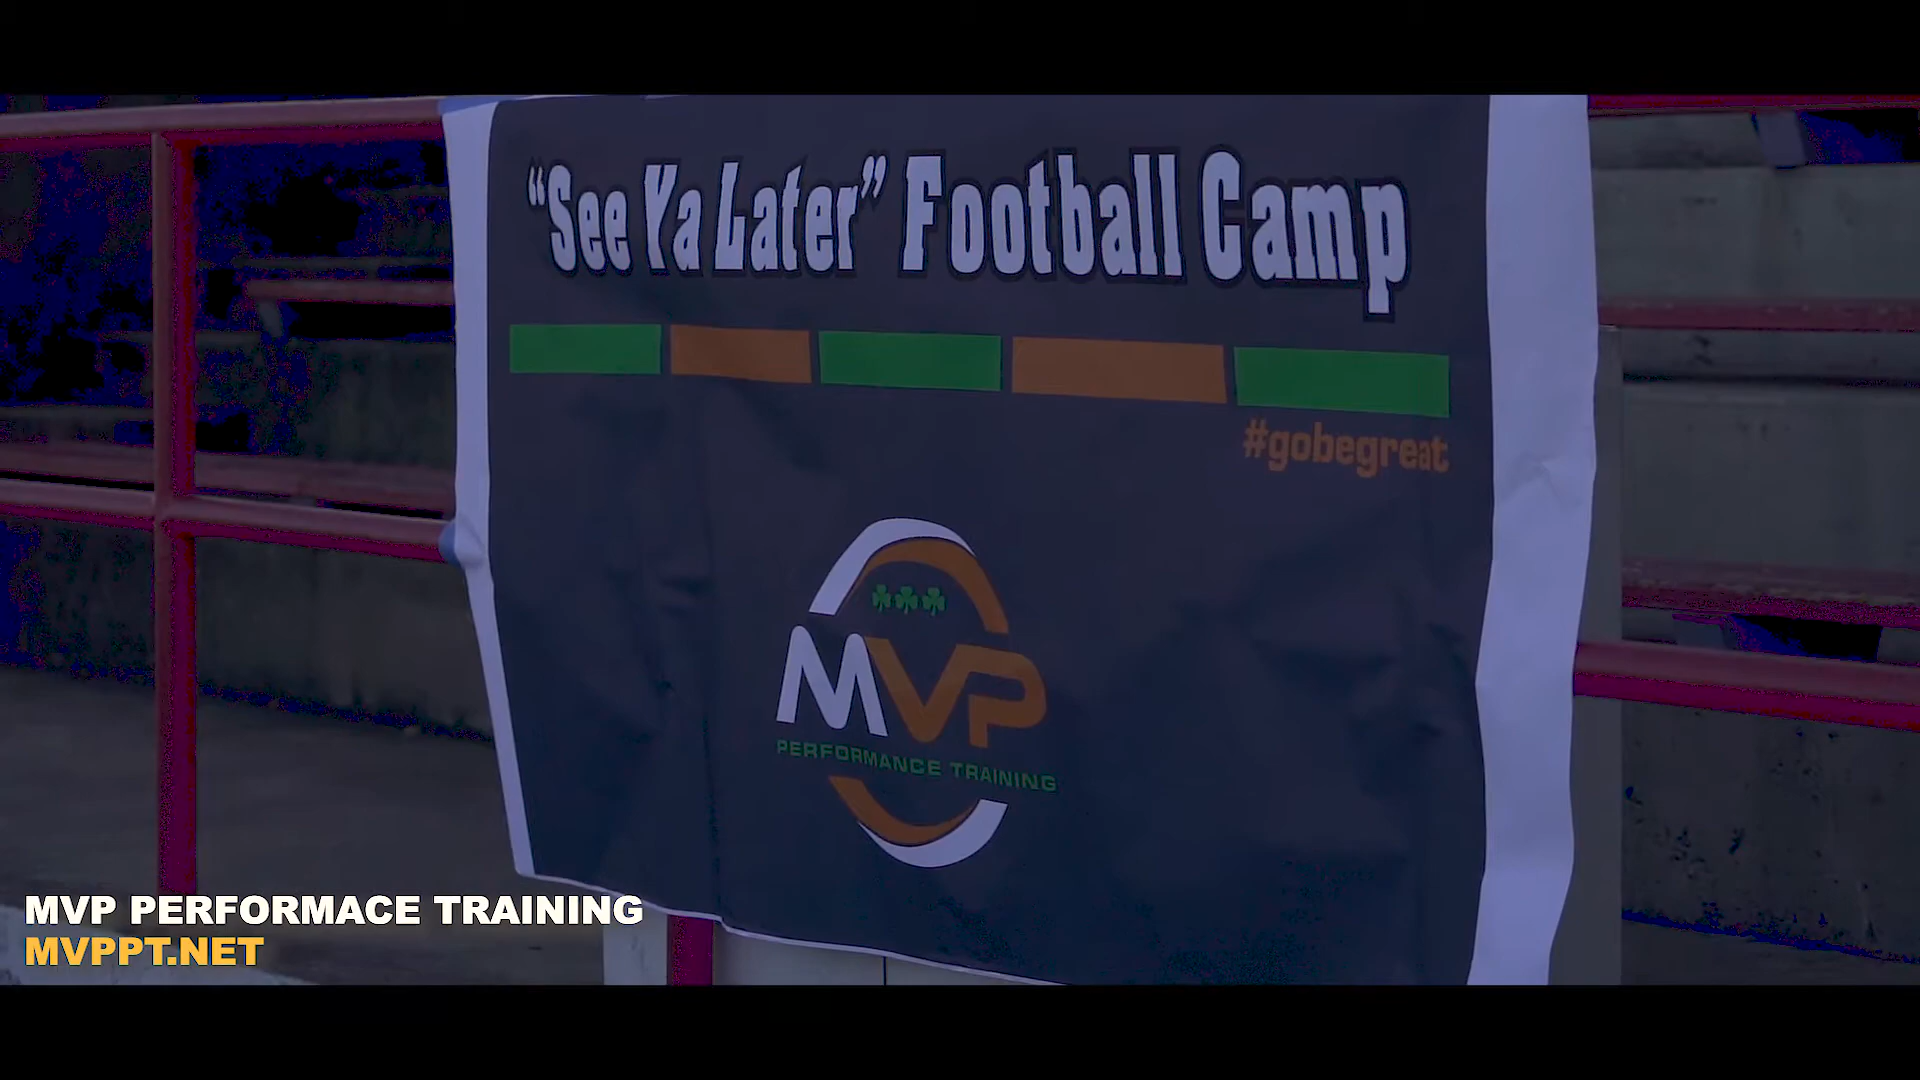 “See Ya Later” Football Camp
#gobegreat
MVP
PERFORMANCE TRAINING
MVP PERFORMACE TRAINING
MVPPT.NET